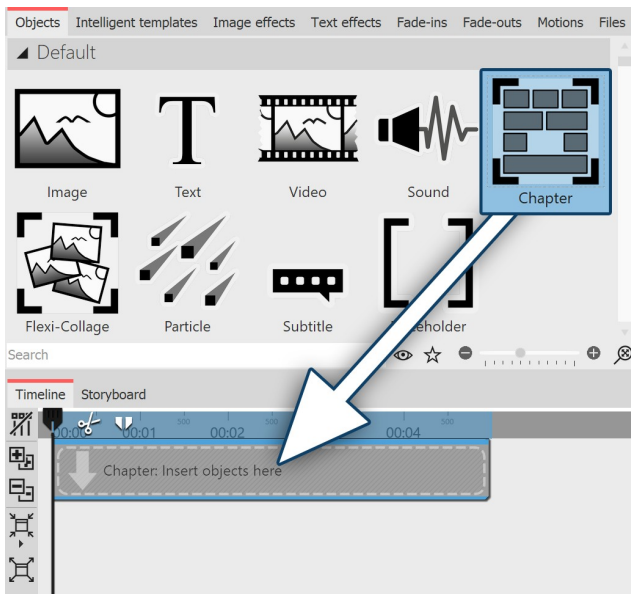 Objects Intelligent templates Image effects Text effects Fade-ins Fade-outs Motions Files
Default
T
Image Text Video Sound Chapter
Flexi-Collage Particle Subtitle
Search
Timeline Storyboard
00:01 00:02 00:04
Chapter: Insert objects here